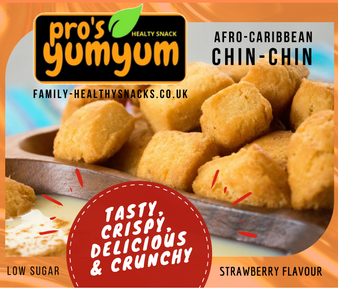 pro's
HEALTY SNACK
yumyum
FAMILY-HEALTHYSNACKS.CO.UK
AFRO-CARIBBEAN
CHIN-CHIN
TASTY,
CRISPY,
DELICIOUS
& CRUNCHY
LOW SUGAR
STRAWBERRY FLAVOUR